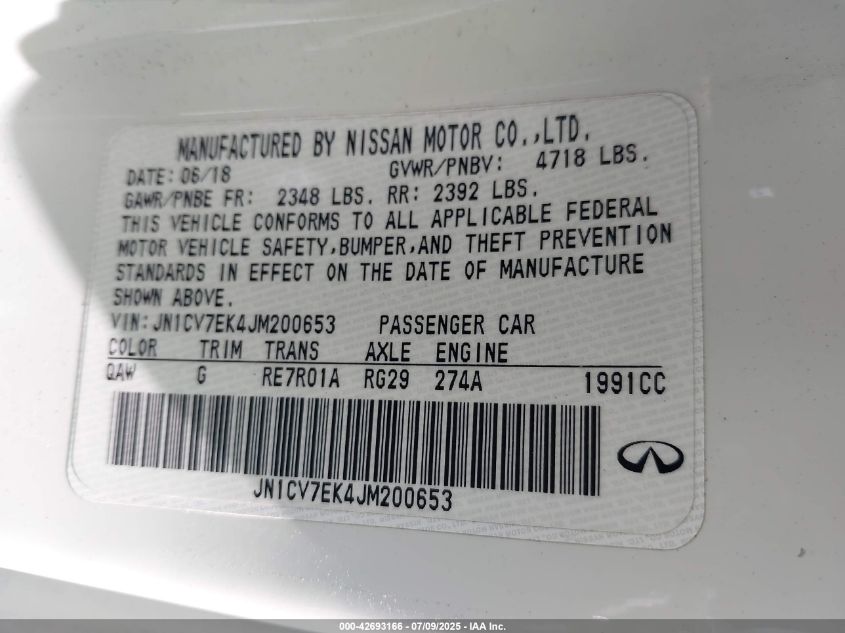 MANUFACTURED BY NISSAN MOTOR CO.,LTD.
DATE: 06/18 GVWR/PNBV: 4718 LBS.
GAWR/PNBE FR: 2348 LBS. RR: 2392 LBS.
THIS VEHICLE CONFORMS TO ALL APPLICABLE FEDERAL
MOTOR VEHICLE SAFETY,BUMPER,AND THEFT PREVENTION
STANDARDS IN EFFECT ON THE DATE OF MANUFACTURE
SHOWN ABOVE.
VIN: JN1CV7EK4JM200653 PASSENGER CAR
COLOR TRIM TRANS AXLE ENGINE
QAW G RE7R01A RG29 274A 1991CC
JN1CV7EK4JM200653
000-42693166 - 07/09/2025 - IAA Inc.